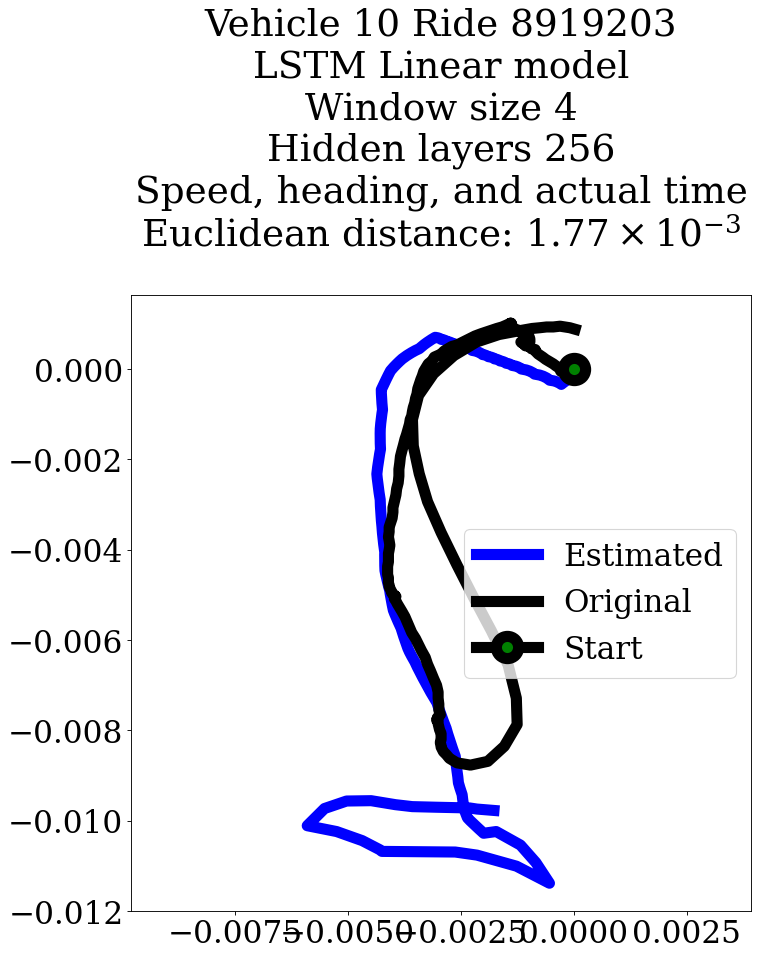 Vehicle 10 Ride 8919203
LSTM Linear model
Window size 4
Hidden layers 256
Speed, heading, and actual time
Euclidean distance: 1.77 × 10⁻³
0.000
−0.002
−0.004
−0.006
−0.008
−0.010
−0.012
Estimated
Original
Start
−0.0075 −0.0050 −0.0025 0.0000 0.0025